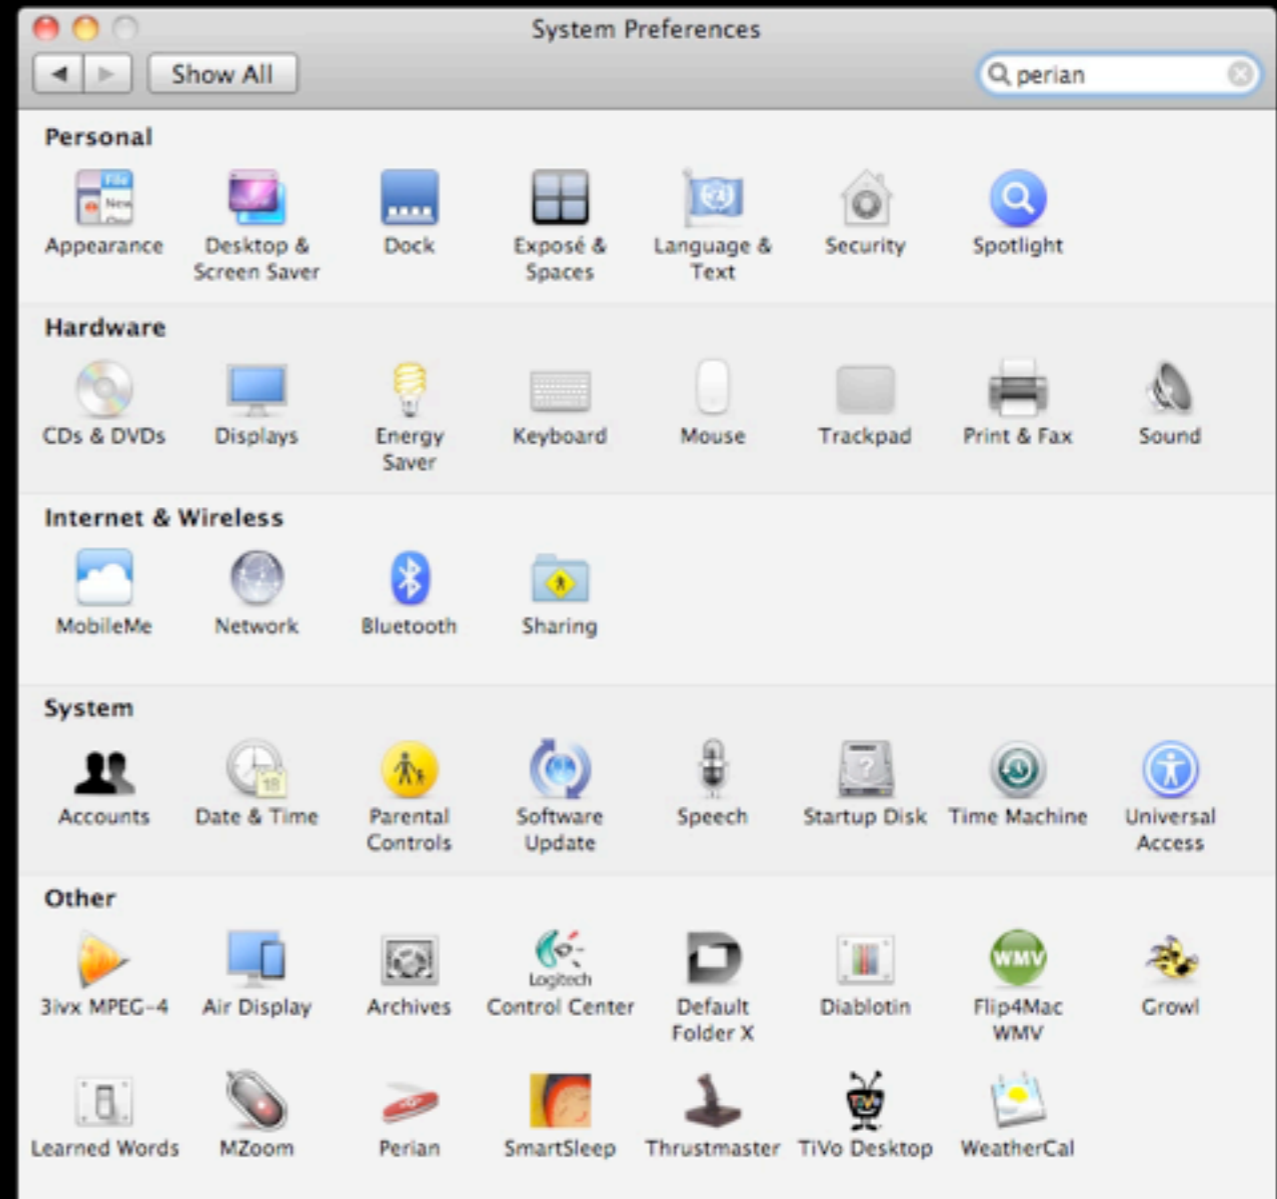 System Preferences
Show All
perian
Personal
Appearance
Desktop &
Screen Saver
Dock
Exposé &
Spaces
Language &
Text
Security
Spotlight
Hardware
CDs & DVDs
Displays
Energy
Saver
Keyboard
Mouse
Trackpad
Print & Fax
Sound
Internet & Wireless
MobileMe
Network
Bluetooth
Sharing
System
Accounts
18
Date & Time
Parental
Controls
Software
Update
Speech
?
Startup Disk
Time Machine
Universal
Access
Other
3ivx MPEG-4
Air Display
Archives
Logitech
Control Center
Default
Folder X
Diablotin
WMV
Flip4Mac
WMV
Growl
Learned Words
MZoom
Perian
SmartSleep
Thrustmaster
TiVo
TiVo Desktop
WeatherCal